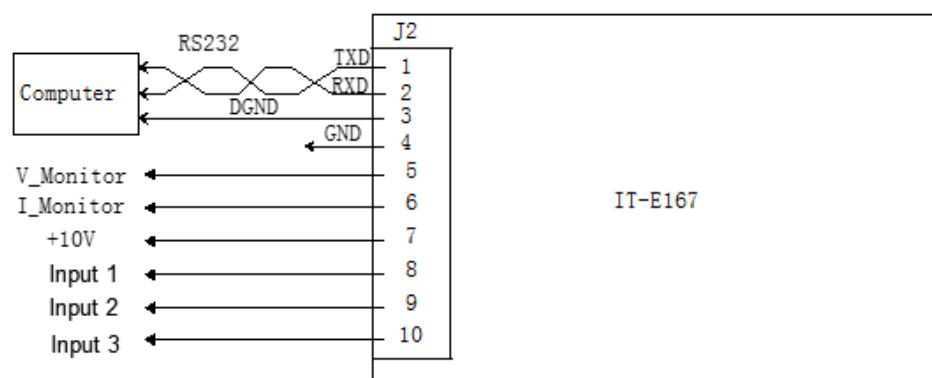 J2
RS232
TXD 1
Computer
RXD 2
DGND 3
GND 4
V_Monitor 5
I_Monitor 6
IT-E167
+10V 7
Input 1 8
Input 2 9
Input 3 10